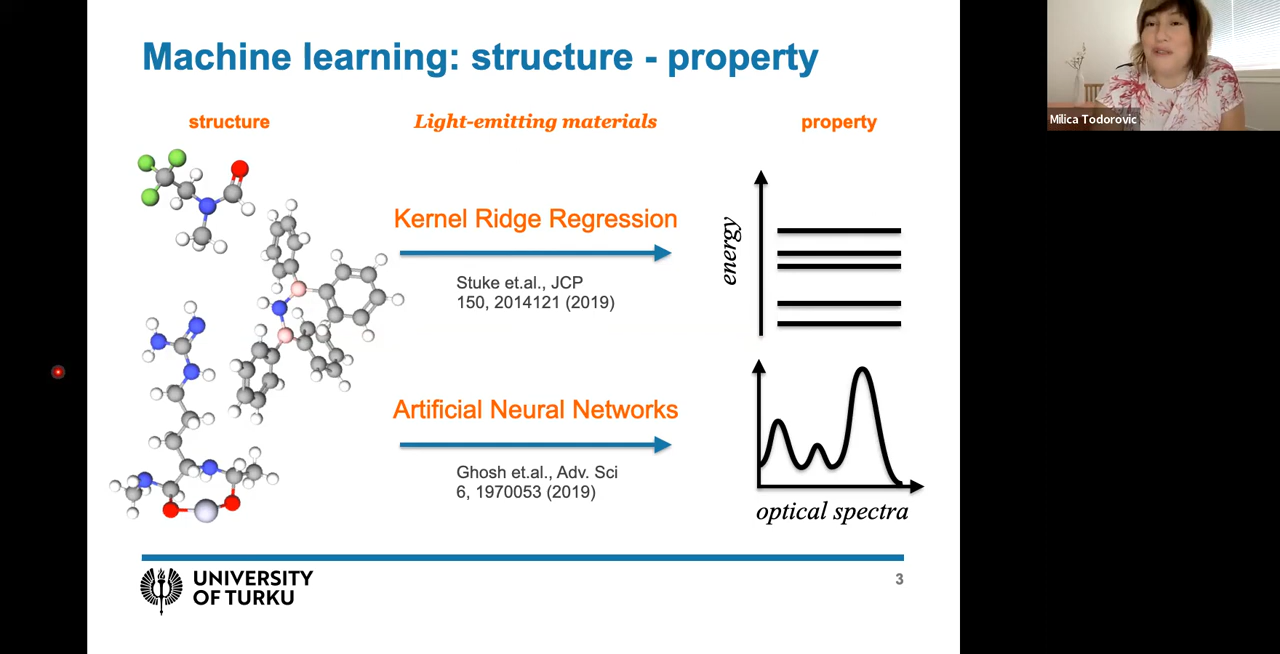 Machine learning: structure - property
structure
Light-emitting materials
property
Milica Todorovic
Kernel Ridge Regression
Stuke et.al., JCP
150, 2014121 (2019)
energy
Artificial Neural Networks
Ghosh et.al., Adv. Sci
6, 1970053 (2019)
optical spectra
UNIVERSITY
OF TURKU
3